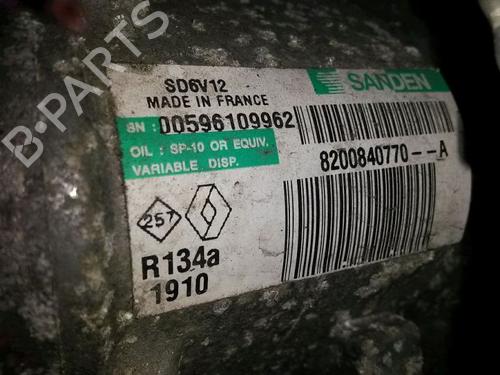 SD6V12
MADE IN FRANCE
SANDEN
SN : 00596109962
OIL : SP-10 OR EQUIV.
VARIABLE DISP.
8200840770--A
257
R134a
1910
B-PARTS